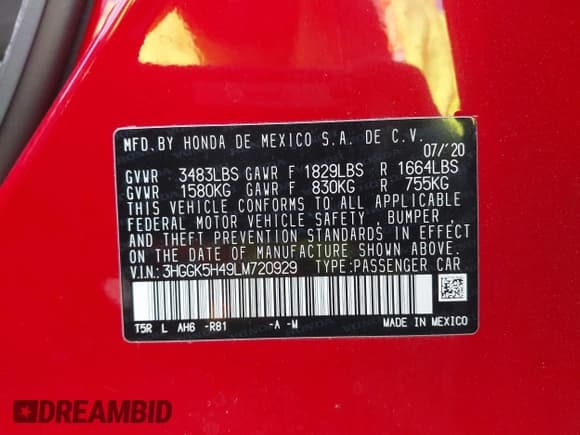 MFD.BY HONDA DE MEXICO S.A. DE C.V.
07/'20
GVWR 3483LBS GAWR F 1829LBS R 1664LBS
GVWR 1580KG GAWR F 830KG R 755KG
THIS VEHICLE CONFORMS TO ALL APPLICABLE
FEDERAL MOTOR VEHICLE SAFETY, BUMPER,
AND THEFT PREVENTION STANDARDS IN EFFECT
ON THE DATE OF MANUFACTURE SHOWN ABOVE.
V.I.N.: 3HGGK5H49LM720929 TYPE:PASSENGER CAR
T5R L AH6 -R81 -A -M MADE IN MEXICO
DREAMBID